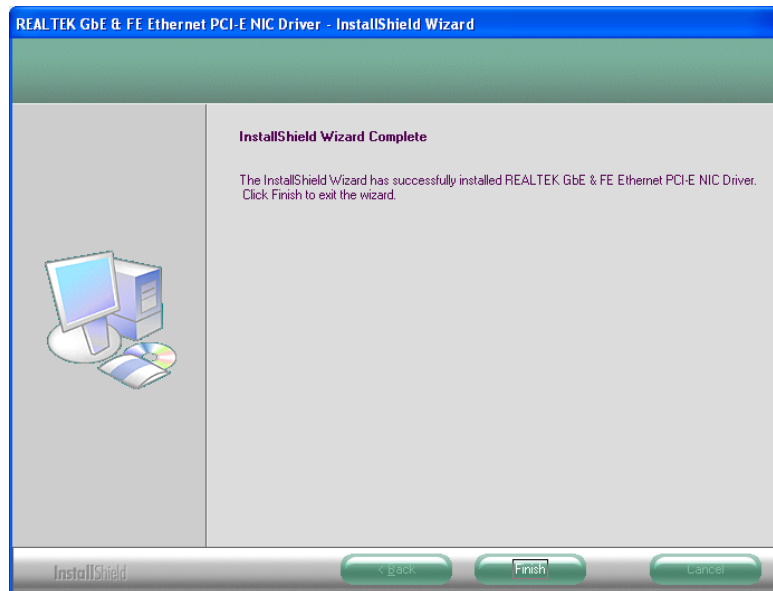 REALTEK GbE & FE Ethernet PCI-E NIC Driver - InstallShield Wizard
InstallShield Wizard Complete
The InstallShield Wizard has successfully installed REALTEK GbE & FE Ethernet PCI-E NIC Driver.
Click Finish to exit the wizard.
InstallShield
< Back
Finish
Cancel